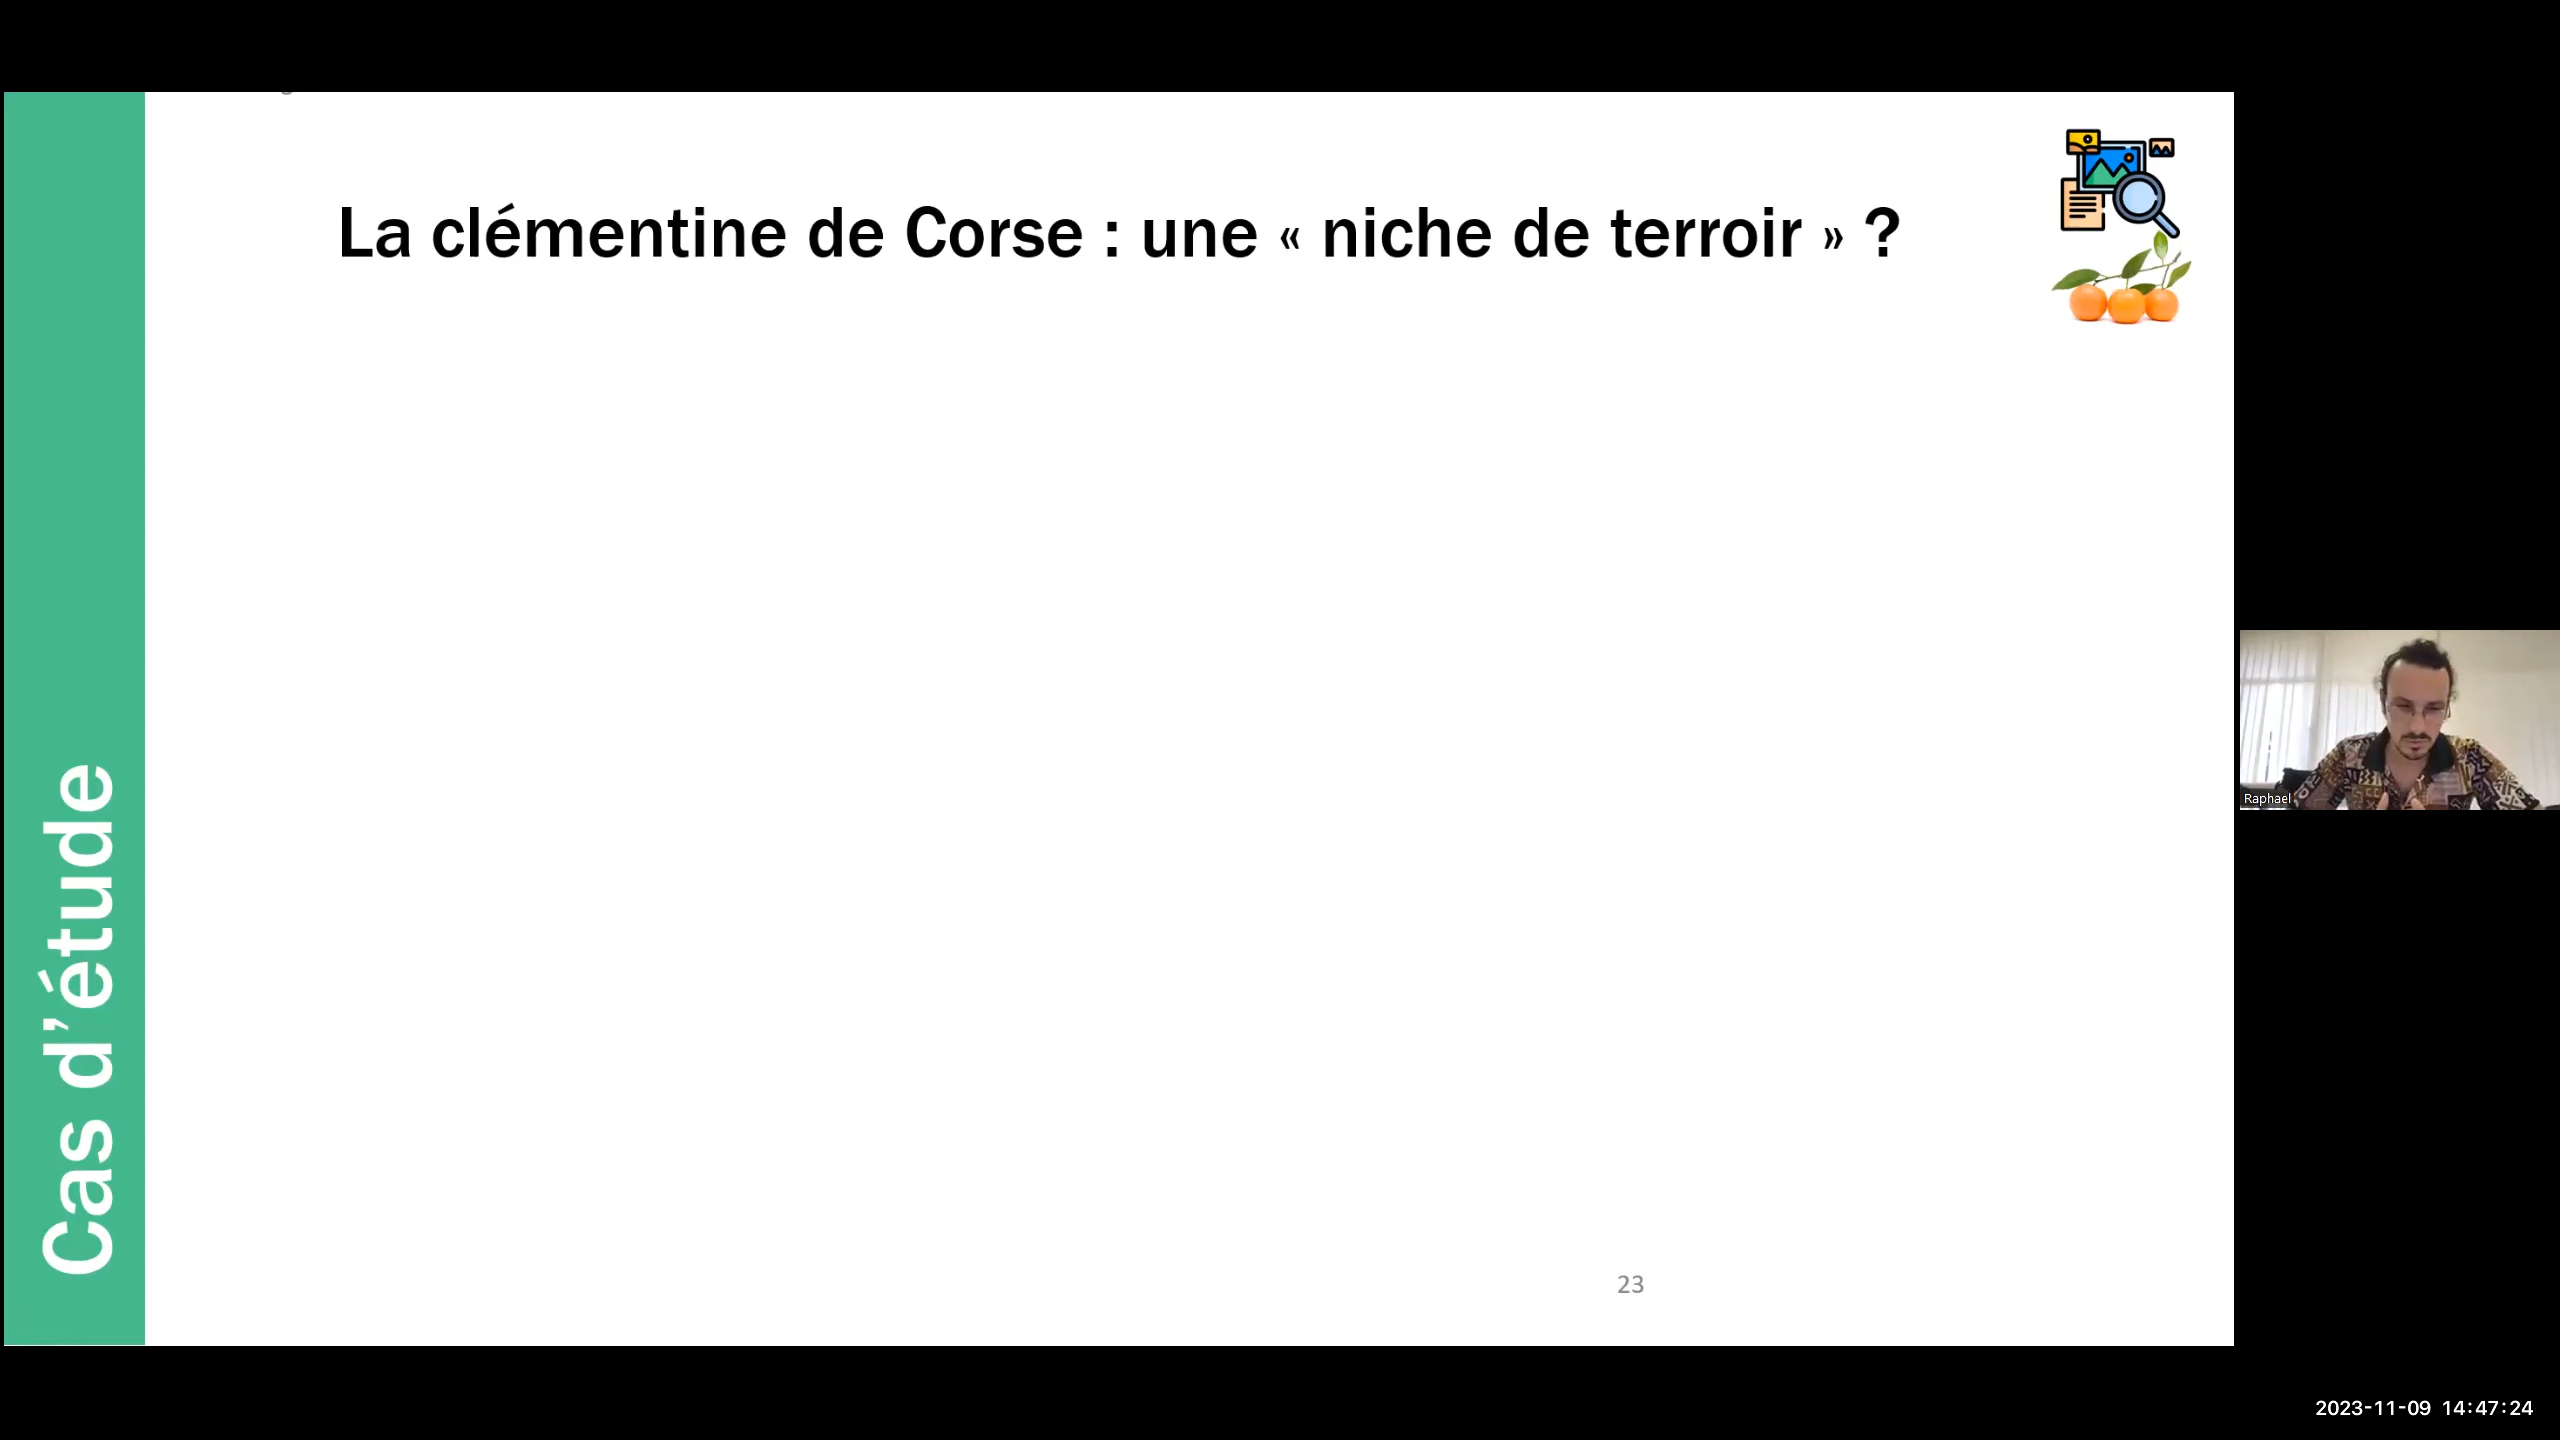 La clémentine de Corse : une « niche de terroir » ?
Cas d'étude
Raphael
23
2023-11-09 14:47:24